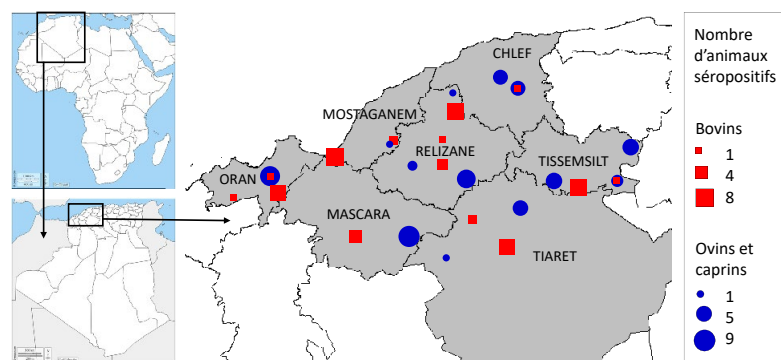 CHLEF
MOSTAGANEM
RELIZANE
TISSEMSILT
ORAN
MASCARA
TIARET
Nombre
d'animaux
séropositifs
Bovins
1
4
8
Ovins et
caprins
1
5
9